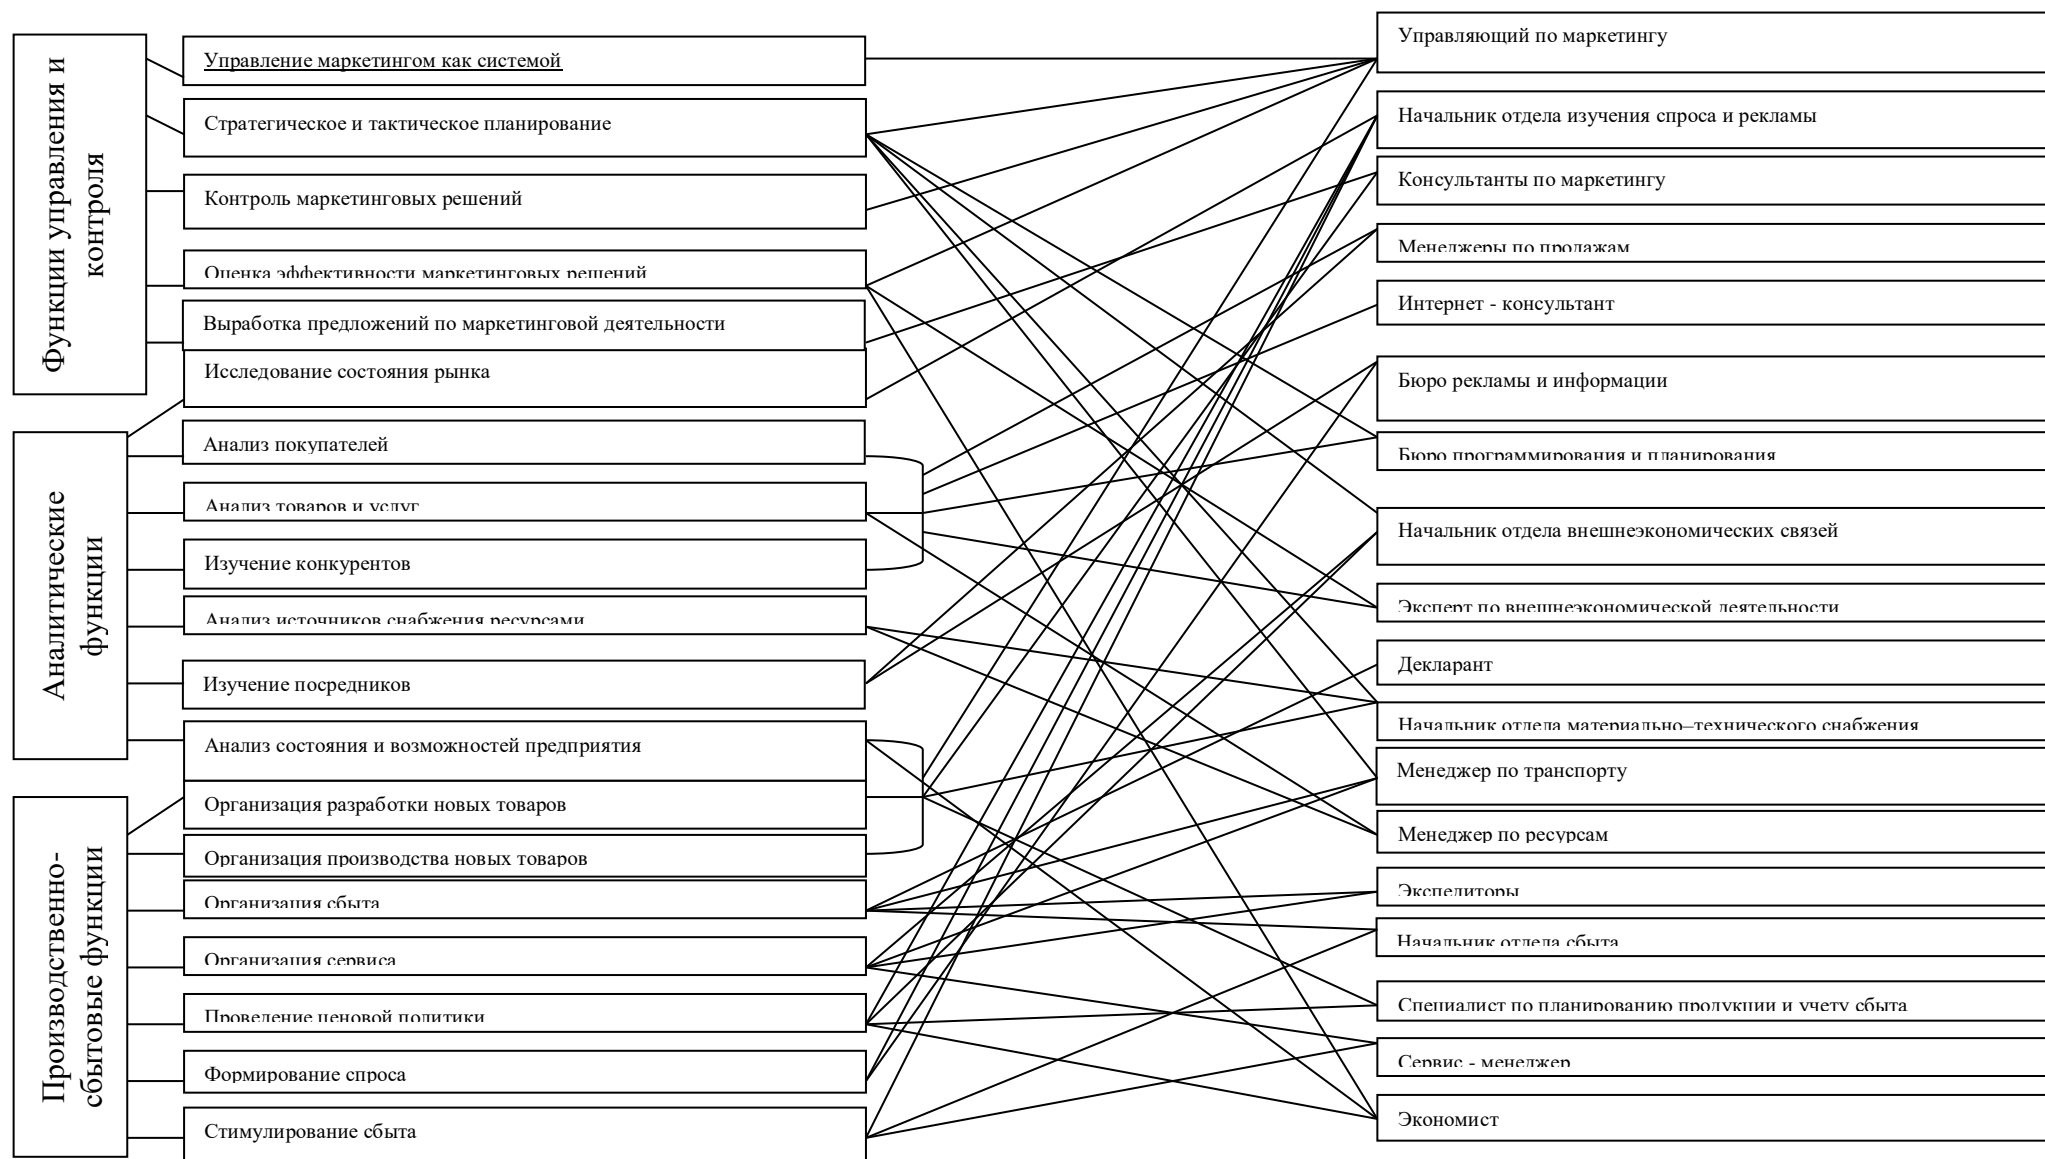 Функции управления и
контроля
Управление маркетингом как системой
Стратегическое и тактическое планирование
Контроль маркетинговых решений
Оценка эффективности маркетинговых решений
Выработка предложений по маркетинговой деятельности
Аналитические
функции
Исследование состояния рынка
Анализ покупателей
Анализ товаров и услуг
Изучение конкурентов
Анализ источников снабжения ресурсами
Изучение посредников
Анализ состояния и возможностей предприятия
Производственно-
сбытовые функции
Организация разработки новых товаров
Организация производства новых товаров
Организация сбыта
Организация сервиса
Проведение ценовой политики
Формирование спроса
Стимулирование сбыта
Управляющий по маркетингу
Начальник отдела изучения спроса и рекламы
Консультанты по маркетингу
Менеджеры по продажам
Интернет - консультант
Бюро рекламы и информации
Бюро программирования и планирования
Начальник отдела внешнеэкономических связей
Эксперт по внешнеэкономической деятельности
Декларант
Начальник отдела материально–технического снабжения
Менеджер по транспорту
Менеджер по ресурсам
Экспедиторы
Начальник отдела сбыта
Специалист по планированию продукции и учету сбыта
Сервис - менеджер
Экономист